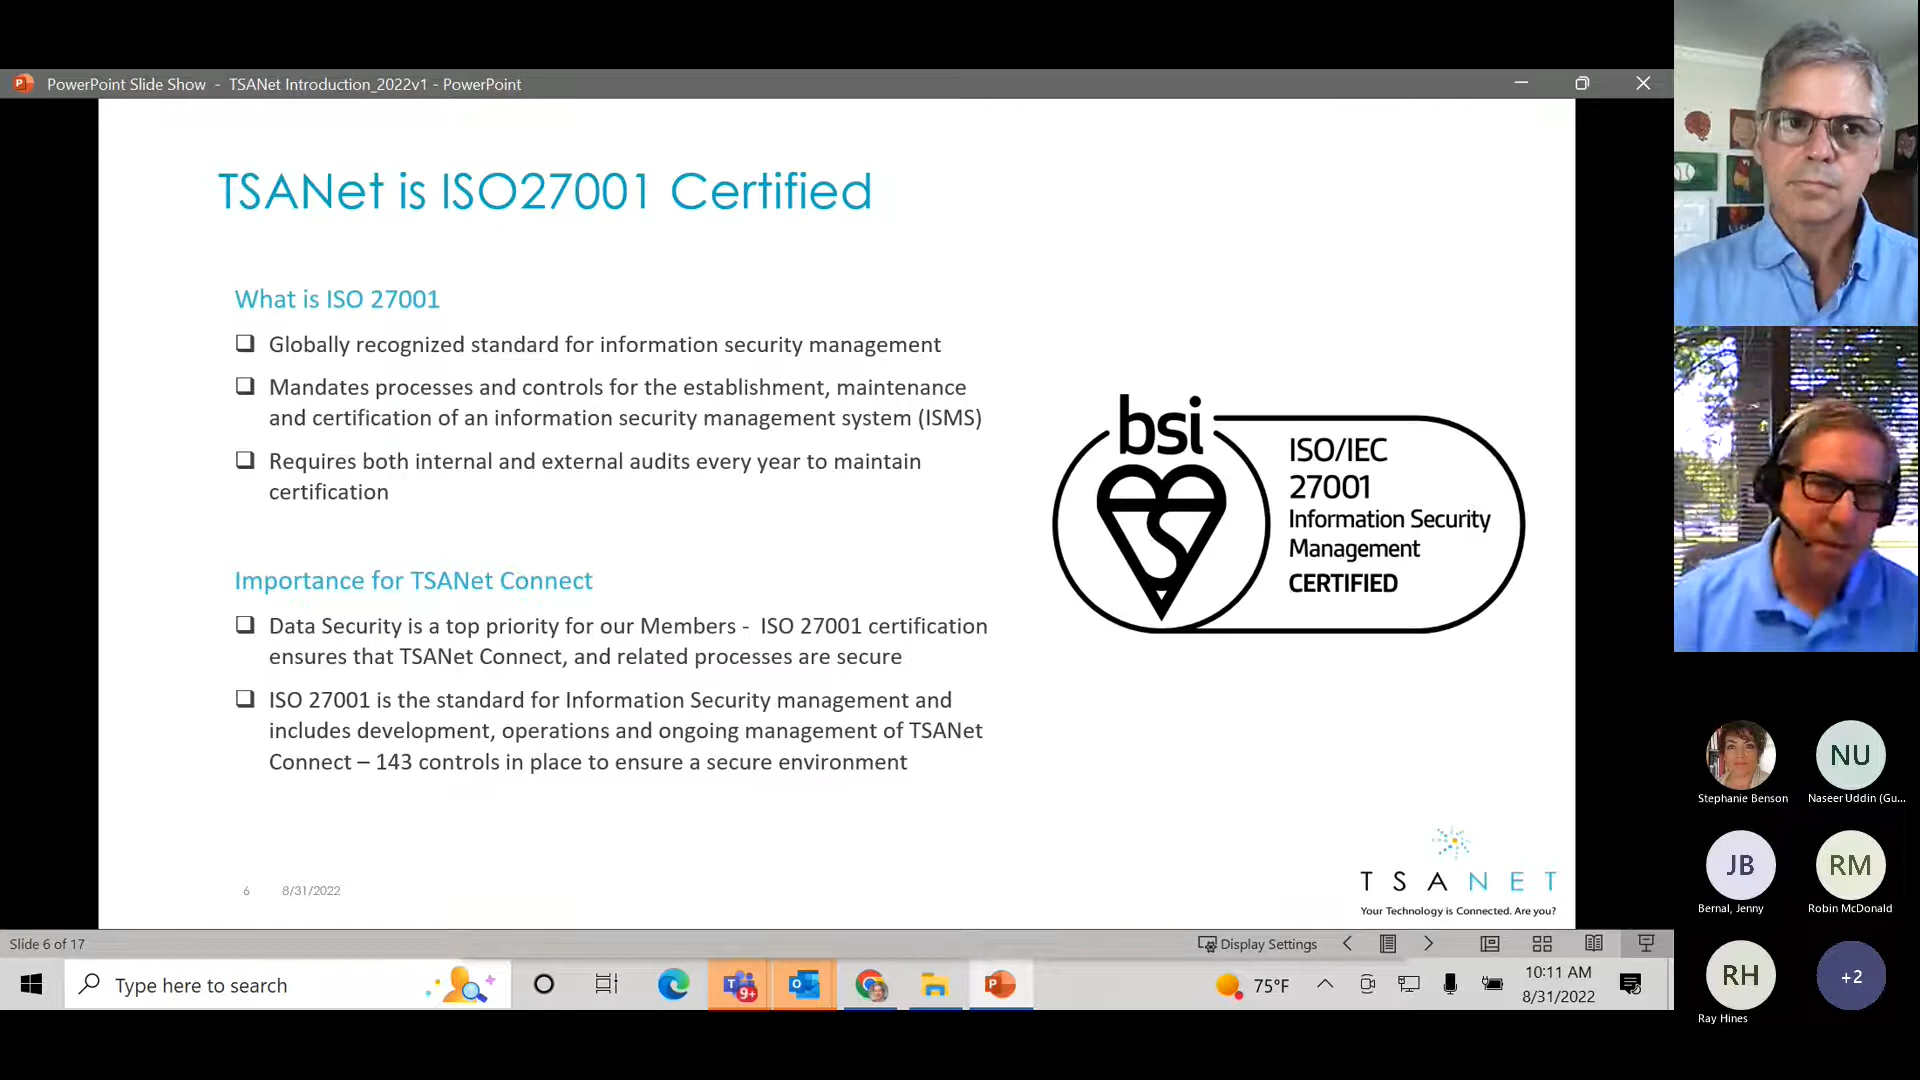 PowerPoint Slide Show - TSANet Introduction_2022v1 - PowerPoint
TSANet is ISO27001 Certified
What is ISO 27001
Globally recognized standard for information security management
Mandates processes and controls for the establishment, maintenance
and certification of an information security management system (ISMS)
Requires both internal and external audits every year to maintain
certification
Importance for TSANet Connect
Data Security is a top priority for our Members - ISO 27001 certification
ensures that TSANet Connect, and related processes are secure
ISO 27001 is the standard for Information Security management and
includes development, operations and ongoing management of TSANet
Connect – 143 controls in place to ensure a secure environment
bsi
ISO/IEC
27001
Information Security
Management
CERTIFIED
6 8/31/2022
TSANET
Your Technology is Connected. Are you?
Slide 6 of 17
Display Settings
Type here to search
9+
75°F
10:11 AM
8/31/2022
Stephanie Benson
NU
Naseer Uddin (Gu...
JB
Bernal, Jenny
RM
Robin McDonald
RH
Ray Hines
+2